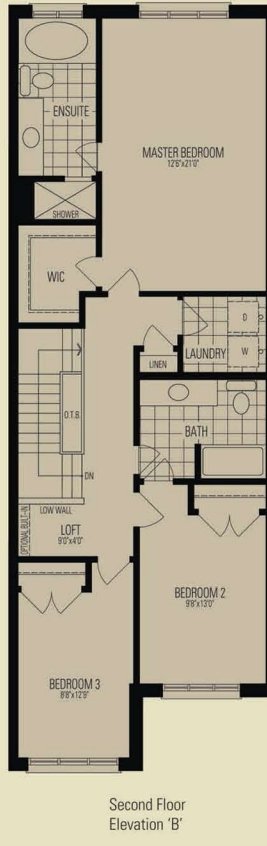 ENSUITE
MASTER BEDROOM
12'6"x21'0"
SHOWER
WIC
D
LAUNDRY
W
LINEN
O.T.B.
BATH
DN
LOW WALL
OPTIONAL BUILT-IN
LOFT
9'0"x4'0"
BEDROOM 2
9'8"x13'0"
BEDROOM 3
8'8"x12'9"
Second Floor
Elevation ‘B’